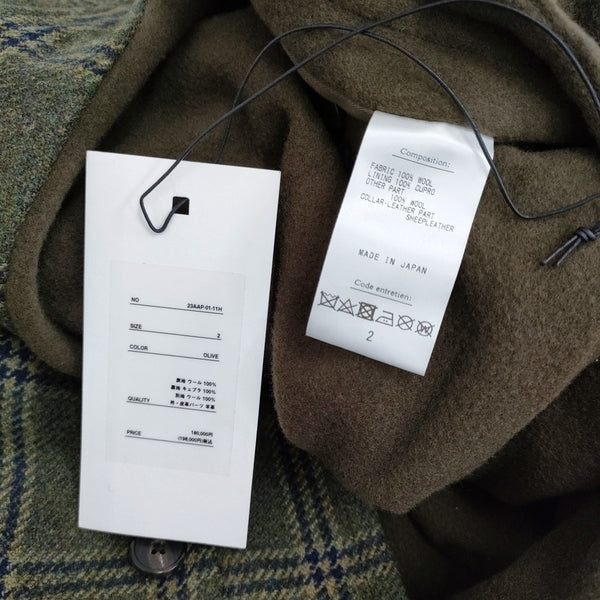 NO 23AAP-01-11H
SIZE 2
COLOR OLIVE
表地 ウール 100%
裏地 キュプラ 100%
別地 ウール 100%
QUALITY 衿・皮革パーツ 羊革
PRICE 180,000円
(198,000円)税込
Composition:
FABRIC 100% WOOL
LINING 100% CUPRO
OTHER PART
100% WOOL
COLLAR-LEATHER PART
SHEEPLEATHER
MADE IN JAPAN
Code entretien:
2